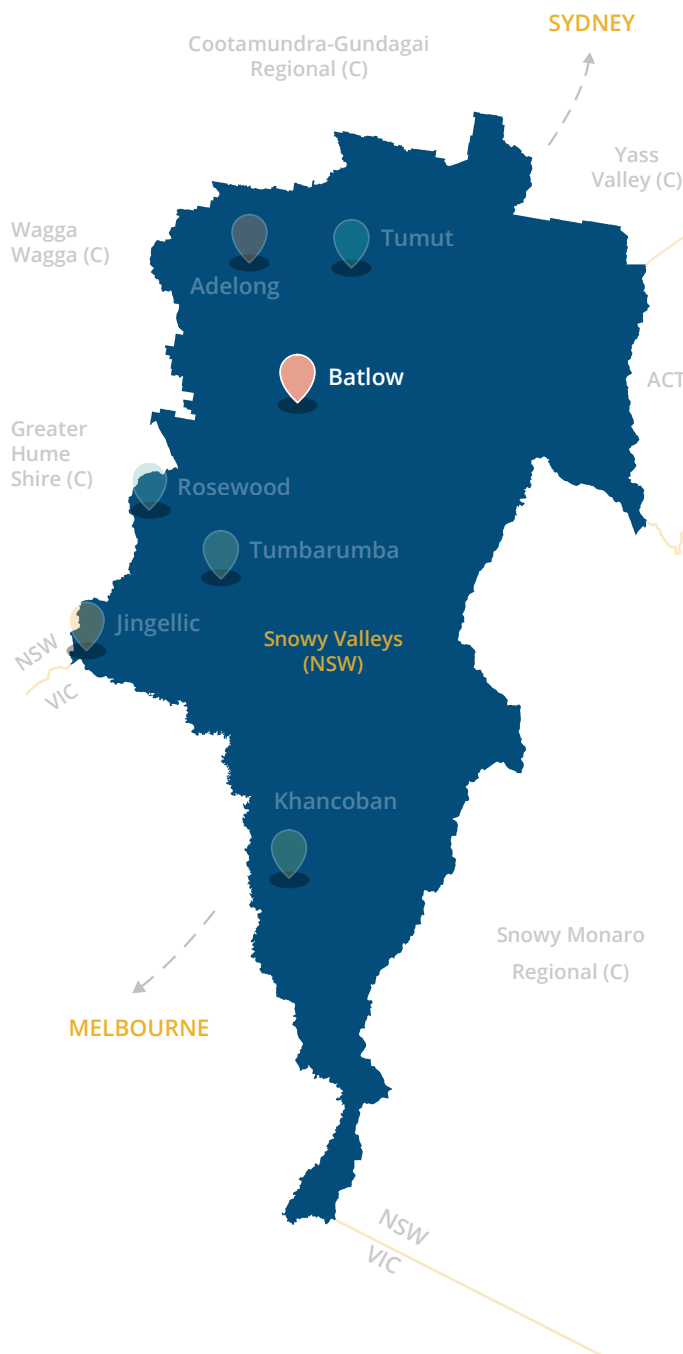 SYDNEY
Cootamundra-Gundagai
Regional (C)
Yass
Valley (C)
Wagga
Wagga (C)
Tumut
Adelong
Batlow
ACT
Greater
Hume
Shire (C)
Rosewood
Tumbarumba
Jingellic
Snowy Valleys
(NSW)
NSW
VIC
Khancoban
Snowy Monaro
Regional (C)
MELBOURNE
NSW
VIC